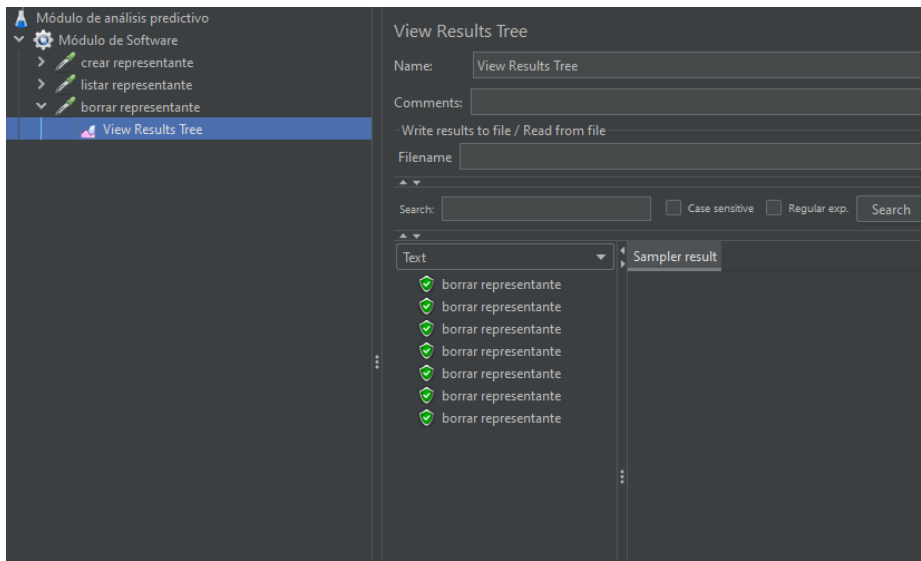 Módulo de análisis predictivo
Módulo de Software
crear representante
listar representante
borrar representante
View Results Tree
View Results Tree
Name: View Results Tree
Comments:
Write results to file / Read from file
Filename
Search: Case sensitive Regular exp. Search
Text
Sampler result
borrar representante
borrar representante
borrar representante
borrar representante
borrar representante
borrar representante
borrar representante